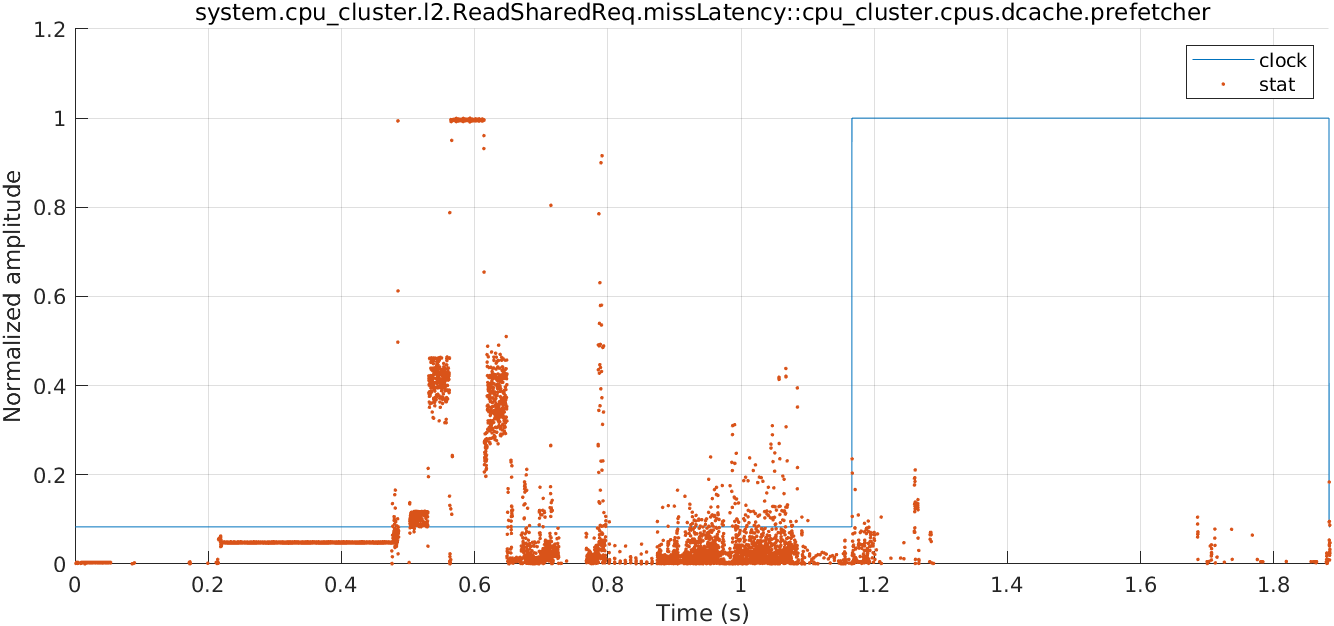 system.cpu_cluster.l2.ReadSharedReq.missLatency::cpu_cluster.cpus.dcache.prefetcher
1.2
clock
stat
1
0.8
0.6
0.4
0.2
0
Normalized amplitude
0 0.2 0.4 0.6 0.8 1 1.2 1.4 1.6 1.8
Time (s)